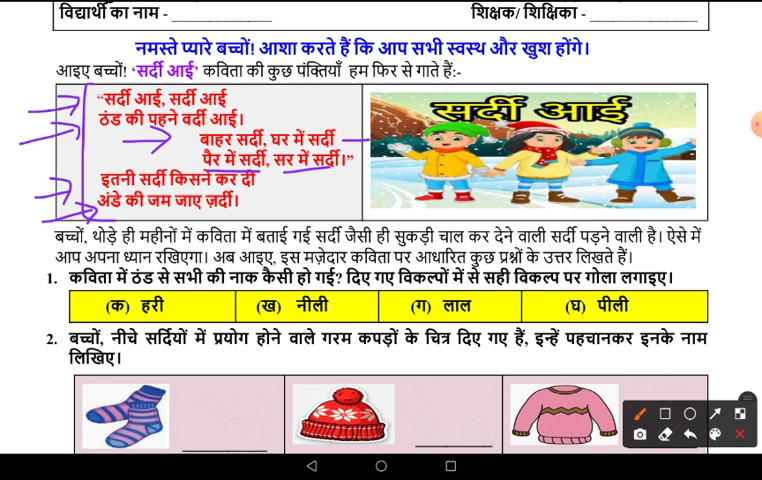 विद्यार्थी का नाम - ____________ शिक्षक/ शिक्षिका - ____________
नमस्ते प्यारे बच्चों! आशा करते हैं कि आप सभी स्वस्थ और खुश होंगे।
आइए बच्चों! ‘सर्दी आई’ कविता की कुछ पंक्तियाँ हम फिर से गाते हैं:-
“सर्दी आई, सर्दी आई
ठंड की पहने वर्दी आई।
बाहर सर्दी, घर में सर्दी
पैर में सर्दी, सर में सर्दी।”
इतनी सर्दी किसने कर दी
अंडे की जम जाए ज़र्दी।
सर्दी आई
बच्चों, थोड़े ही महीनों में कविता में बताई गई सर्दी जैसी ही सुकड़ी चाल कर देने वाली सर्दी पड़ने वाली है। ऐसे में
आप अपना ध्यान रखिएगा। अब आइए, इस मज़ेदार कविता पर आधारित कुछ प्रश्नों के उत्तर लिखते हैं।
1. कविता में ठंड से सभी की नाक कैसी हो गई? दिए गए विकल्पों में से सही विकल्प पर गोला लगाइए।
(क) हरी (ख) नीली (ग) लाल (घ) पीली
2. बच्चों, नीचे सर्दियों में प्रयोग होने वाले गरम कपड़ों के चित्र दिए गए हैं, इन्हें पहचानकर इनके नाम
लिखिए।